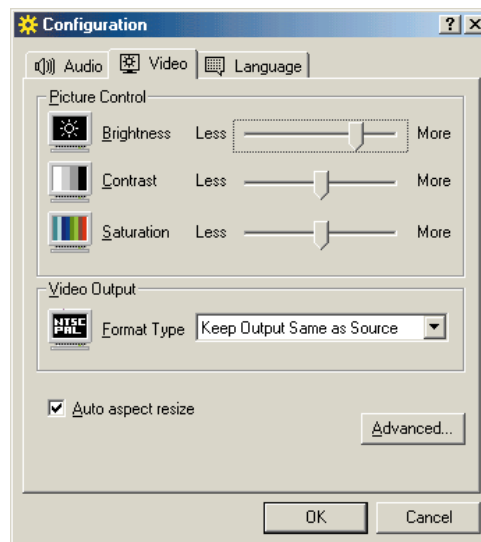 Configuration
? ×
Audio Video Language
Picture Control
Brightness Less More
Contrast Less More
Saturation Less More
Video Output
NTSC
PAL
Format Type Keep Output Same as Source
Auto aspect resize
Advanced...
OK Cancel